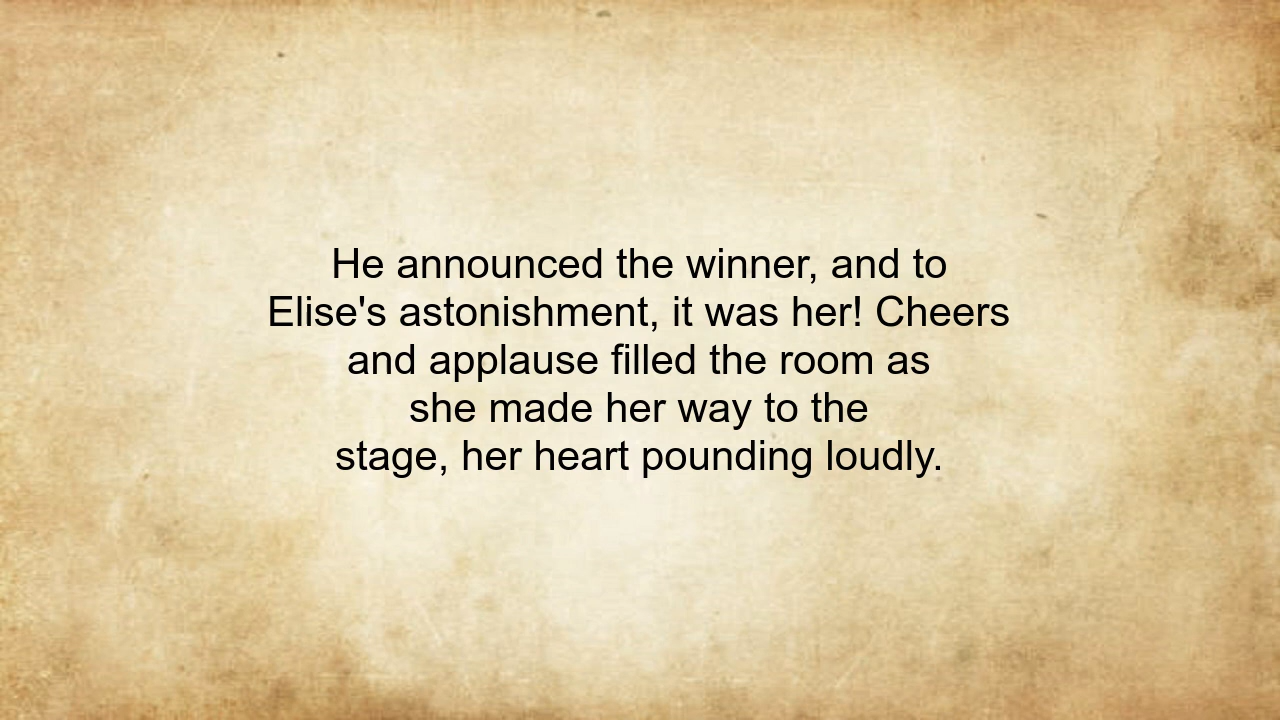 He announced the winner, and to
Elise's astonishment, it was her! Cheers
and applause filled the room as
she made her way to the
stage, her heart pounding loudly.